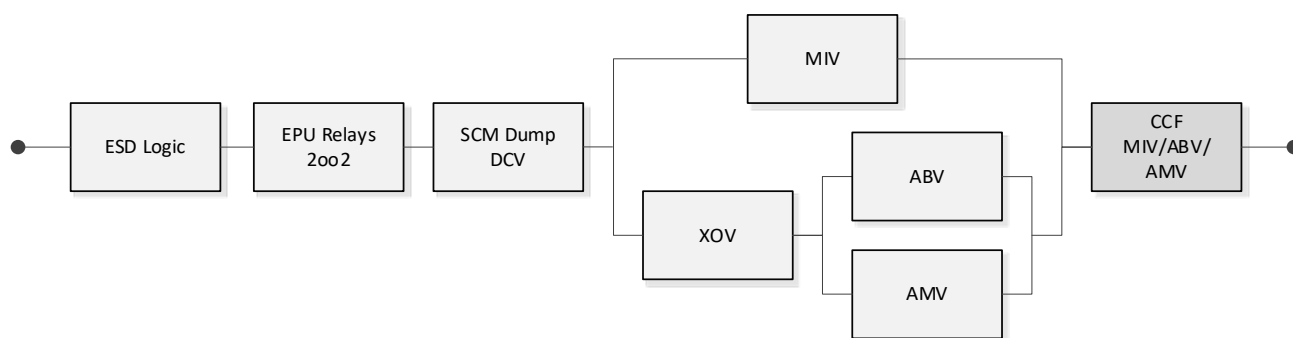 ESD Logic
EPU Relays
2oo2
SCM Dump
DCV
MIV
XOV
ABV
AMV
CCF
MIV/ABV/
AMV